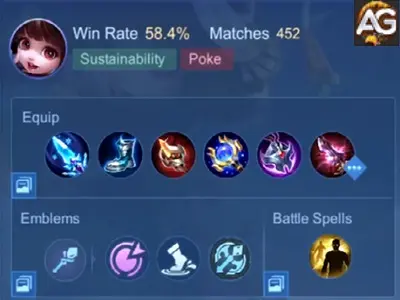 AG
Win Rate 58.4% Matches 452
Sustainability Poke
Equip
Emblems Battle Spells